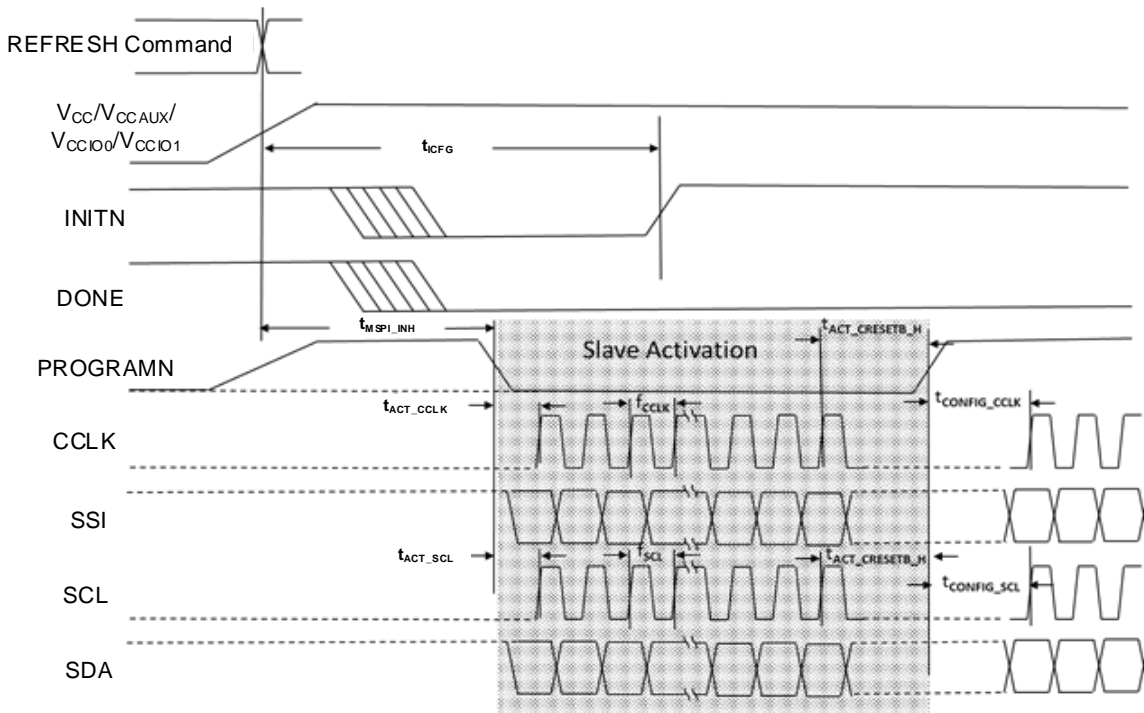 REFRESH Command
VCC/VCCAUX/
VCCIO0/VCCIO1
tICFG
INITN
DONE
tMSPI_INH
tACT_CRESETB_H
Slave Activation
PROGRAMN
tACT_CCLK
fCCLK
tCONFIG_CCLK
CCLK
SSI
tACT_SCL
fSCL
tACT_CRESETB_H
tCONFIG_SCL
SCL
SDA